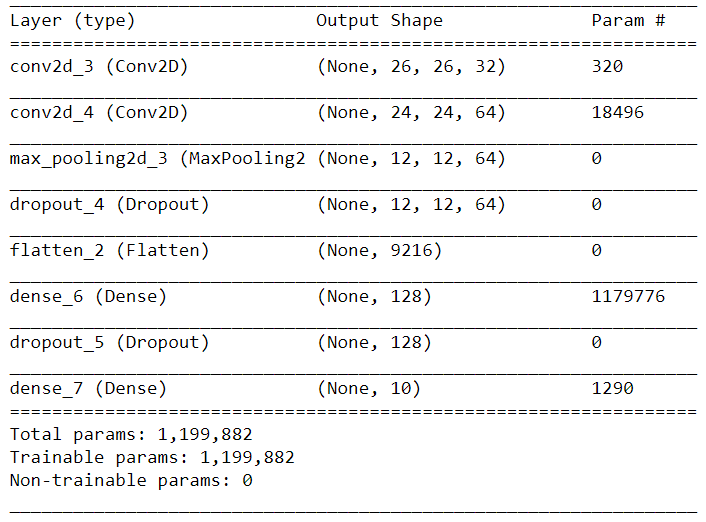 _________________________________________________________________
Layer (type)                 Output Shape              Param #
=================================================================
conv2d_3 (Conv2D)            (None, 26, 26, 32)        320
_________________________________________________________________
conv2d_4 (Conv2D)            (None, 24, 24, 64)        18496
_________________________________________________________________
max_pooling2d_3 (MaxPooling2 (None, 12, 12, 64)        0
_________________________________________________________________
dropout_4 (Dropout)          (None, 12, 12, 64)        0
_________________________________________________________________
flatten_2 (Flatten)          (None, 9216)              0
_________________________________________________________________
dense_6 (Dense)              (None, 128)               1179776
_________________________________________________________________
dropout_5 (Dropout)          (None, 128)               0
_________________________________________________________________
dense_7 (Dense)              (None, 10)                1290
=================================================================
Total params: 1,199,882
Trainable params: 1,199,882
Non-trainable params: 0
_________________________________________________________________